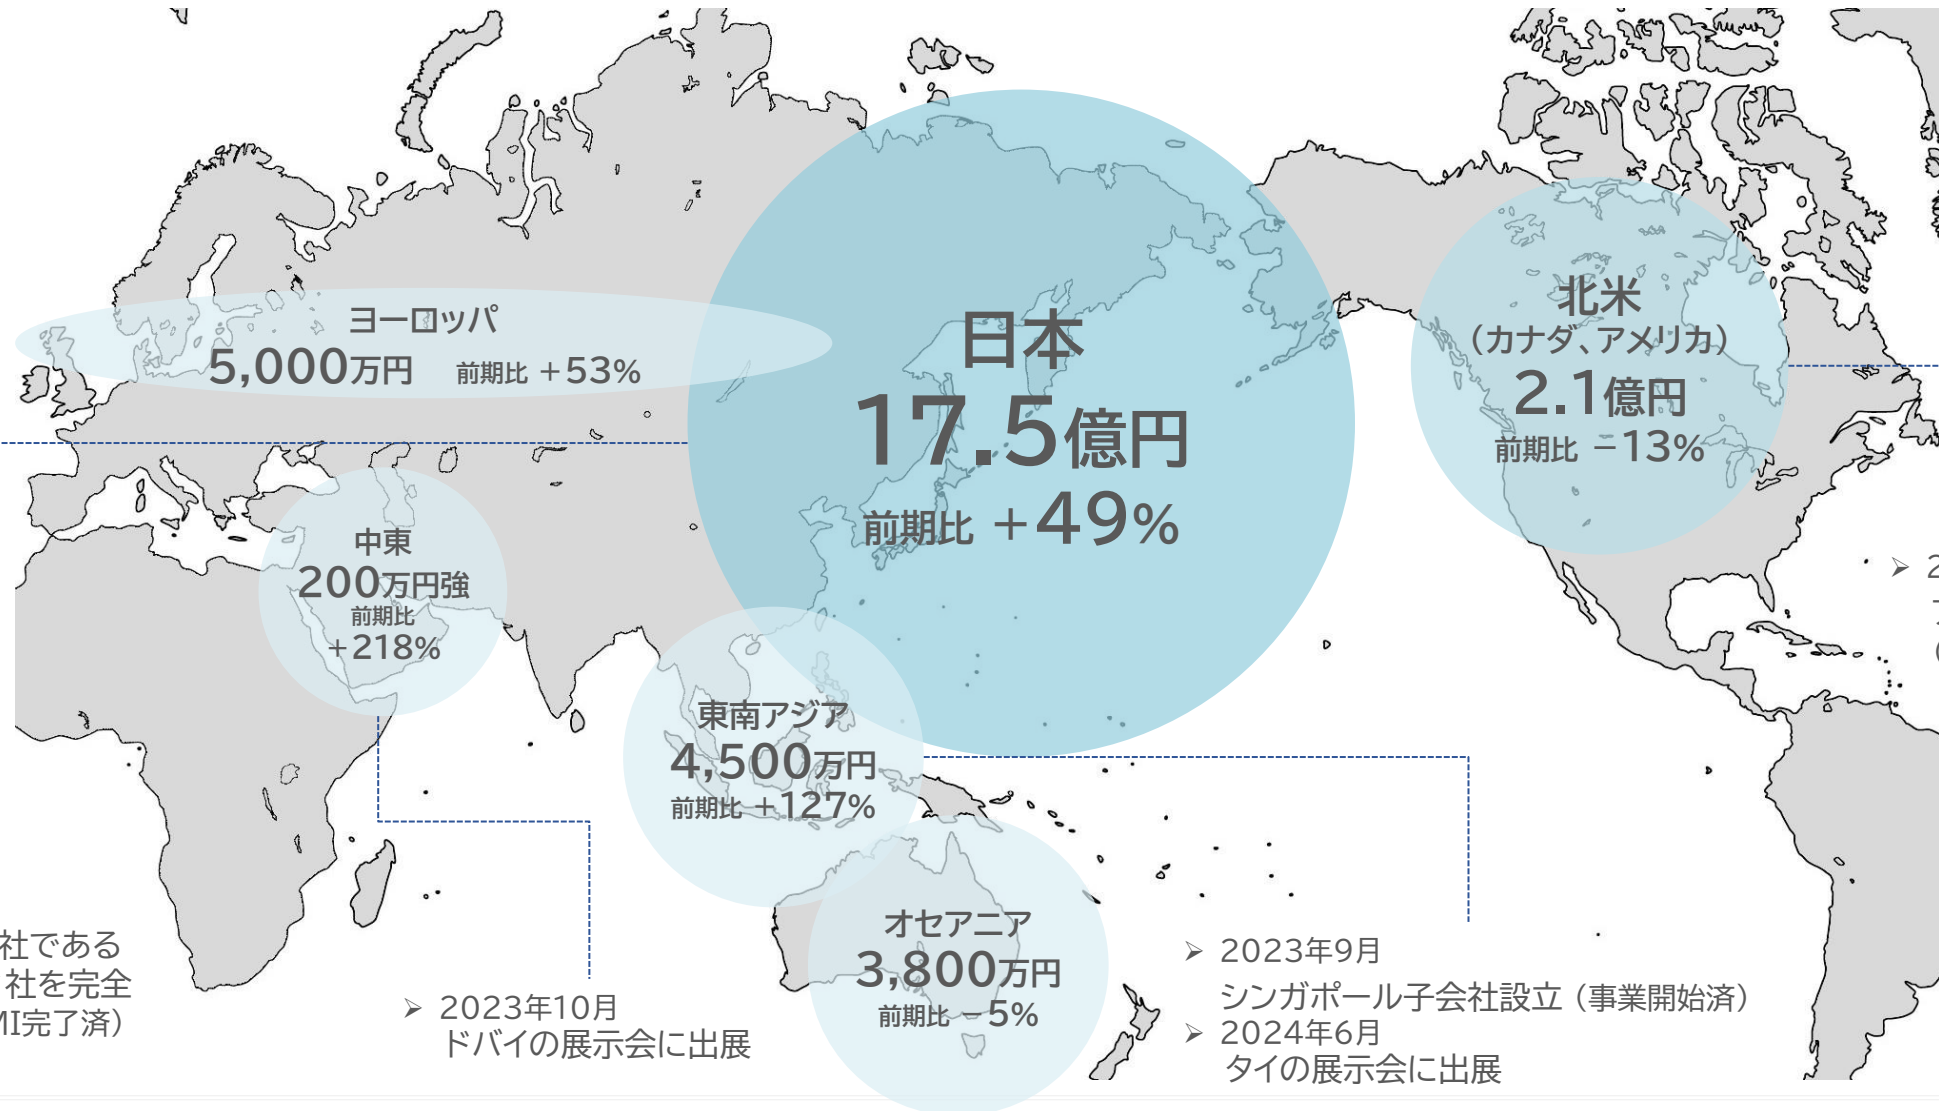 ヨーロッパ
5,000万円 前期比 +53%
日本
17.5億円
前期比 +49%
北米
(カナダ、アメリカ)
2.1億円
前期比 -13%
中東
200万円強
前期比
+218%
東南アジア
4,500万円
前期比 +127%
オセアニア
3,800万円
前期比 -5%
社である
社を完全
MI完了済)
➢ 2023年10月
ドバイの展示会に出展
➢ 2023年9月
シンガポール子会社設立(事業開始済)
➢ 2024年6月
タイの展示会に出展
➢ 2